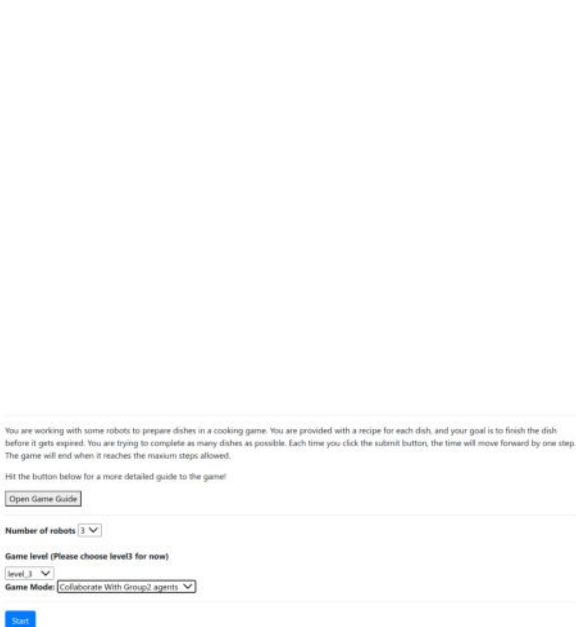 You are working with some robots to prepare dishes in a cooking game. You are provided with a recipe for each dish, and your goal is to finish the dish
before it gets expired. You are trying to complete as many dishes as possible. Each time you click the submit button, the time will move forward by one step.
The game will end when it reaches the maxium steps allowed.
Hit the button below for a more detailed guide to the game!
Open Game Guide
Number of robots 3
Game level (Please choose level3 for now)
level_3
Game Mode: Collaborate With Group2 agents
Start